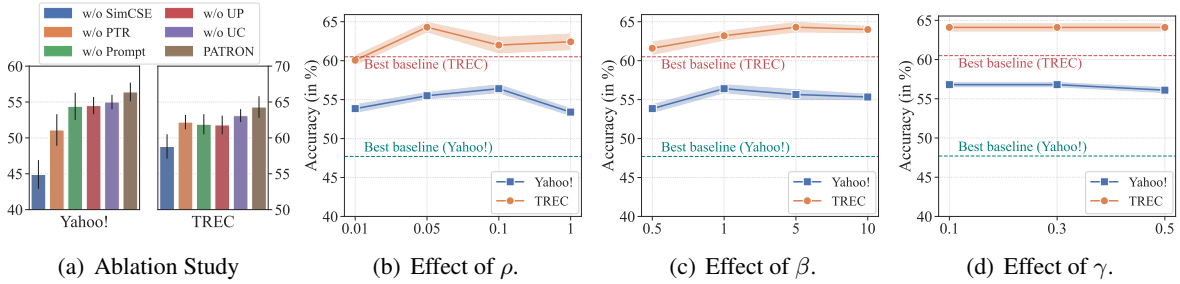 w/o SimCSE
w/o UP
w/o PTR
w/o UC
w/o Prompt
PATRON
60
55
50
45
40
70
65
60
55
50
Yahoo!
TREC
(a) Ablation Study
Accuracy (in %)
65
60
55
50
45
40
Best baseline (TREC)
Best baseline (Yahoo!)
Yahoo!
TREC
0.01
0.05
0.1
1
(b) Effect of ρ.
Accuracy (in %)
65
60
55
50
45
40
Best baseline (TREC)
Best baseline (Yahoo!)
Yahoo!
TREC
0.5
1
5
10
(c) Effect of β.
Accuracy (in %)
65
60
55
50
45
40
Best baseline (TREC)
Best baseline (Yahoo!)
Yahoo!
TREC
0.1
0.3
0.5
(d) Effect of γ.